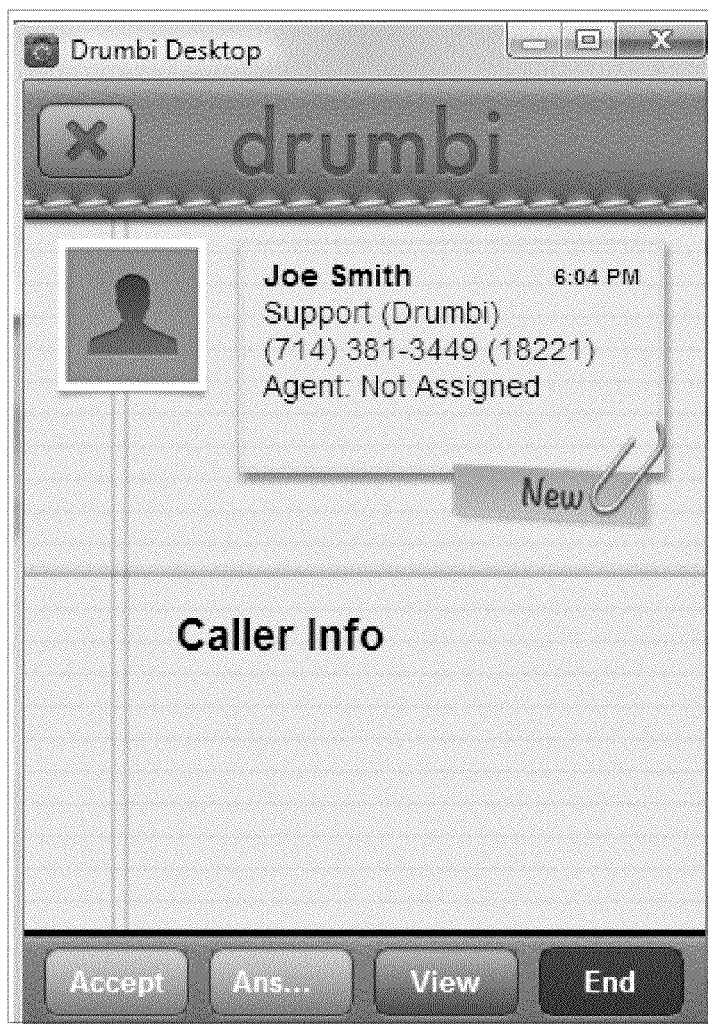 Drumbi Desktop
drumbi
Joe Smith 6:04 PM
Support (Drumbi)
(714) 381-3449 (18221)
Agent: Not Assigned
New
Caller Info
Accept Ans... View End